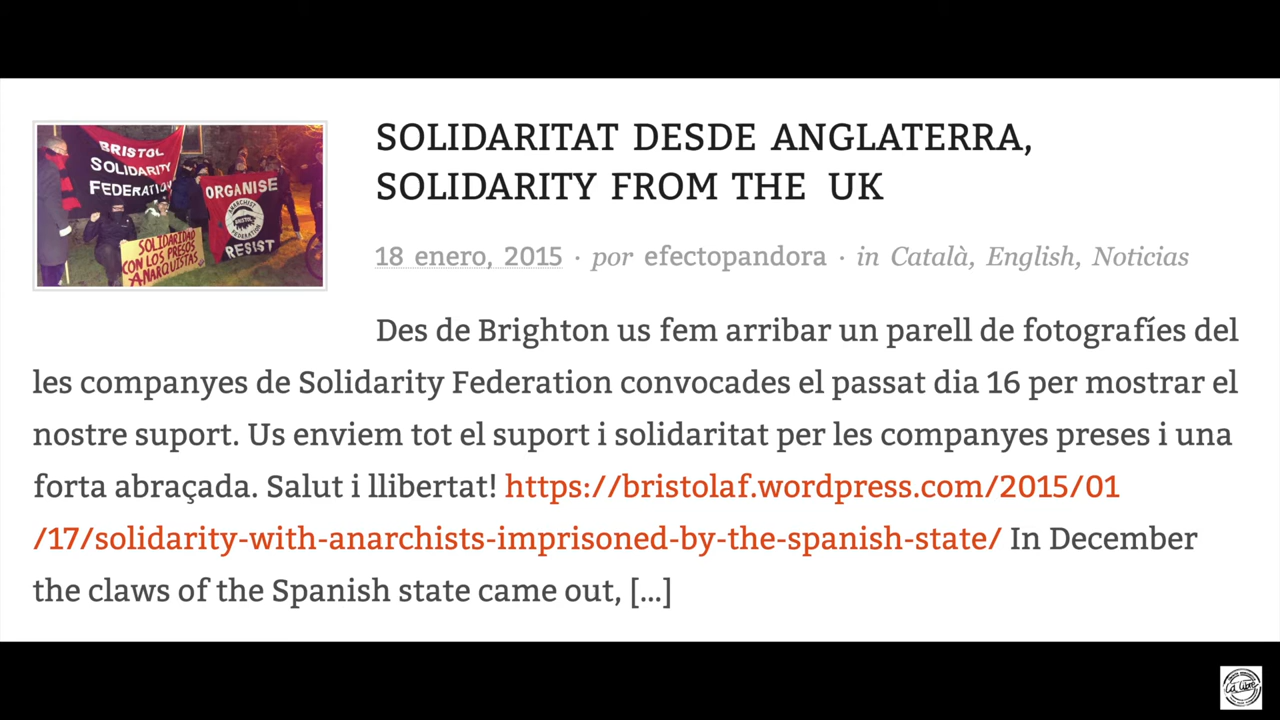 BRISTOL
SOLIDARITY
FEDERATION
ORGANISE
ANARCHIST
BRISTOL
FEDERATION
RESIST
SOLIDARIDAD
CON LOS PRESOS
ANARQUISTAS
SOLIDARITAT DESDE ANGLATERRA,
SOLIDARITY FROM THE UK
18 enero, 2015 · por efectopandora · in Català, English, Noticias
Des de Brighton us fem arribar un parell de fotografíes del
les companyes de Solidarity Federation convocades el passat dia 16 per mostrar el
nostre suport. Us enviem tot el suport i solidaritat per les companyes preses i una
forta abraçada. Salut i llibertat! https://bristolaf.wordpress.com/2015/01
/17/solidarity-with-anarchists-imprisoned-by-the-spanish-state/ In December
the claws of the Spanish state came out, [...]